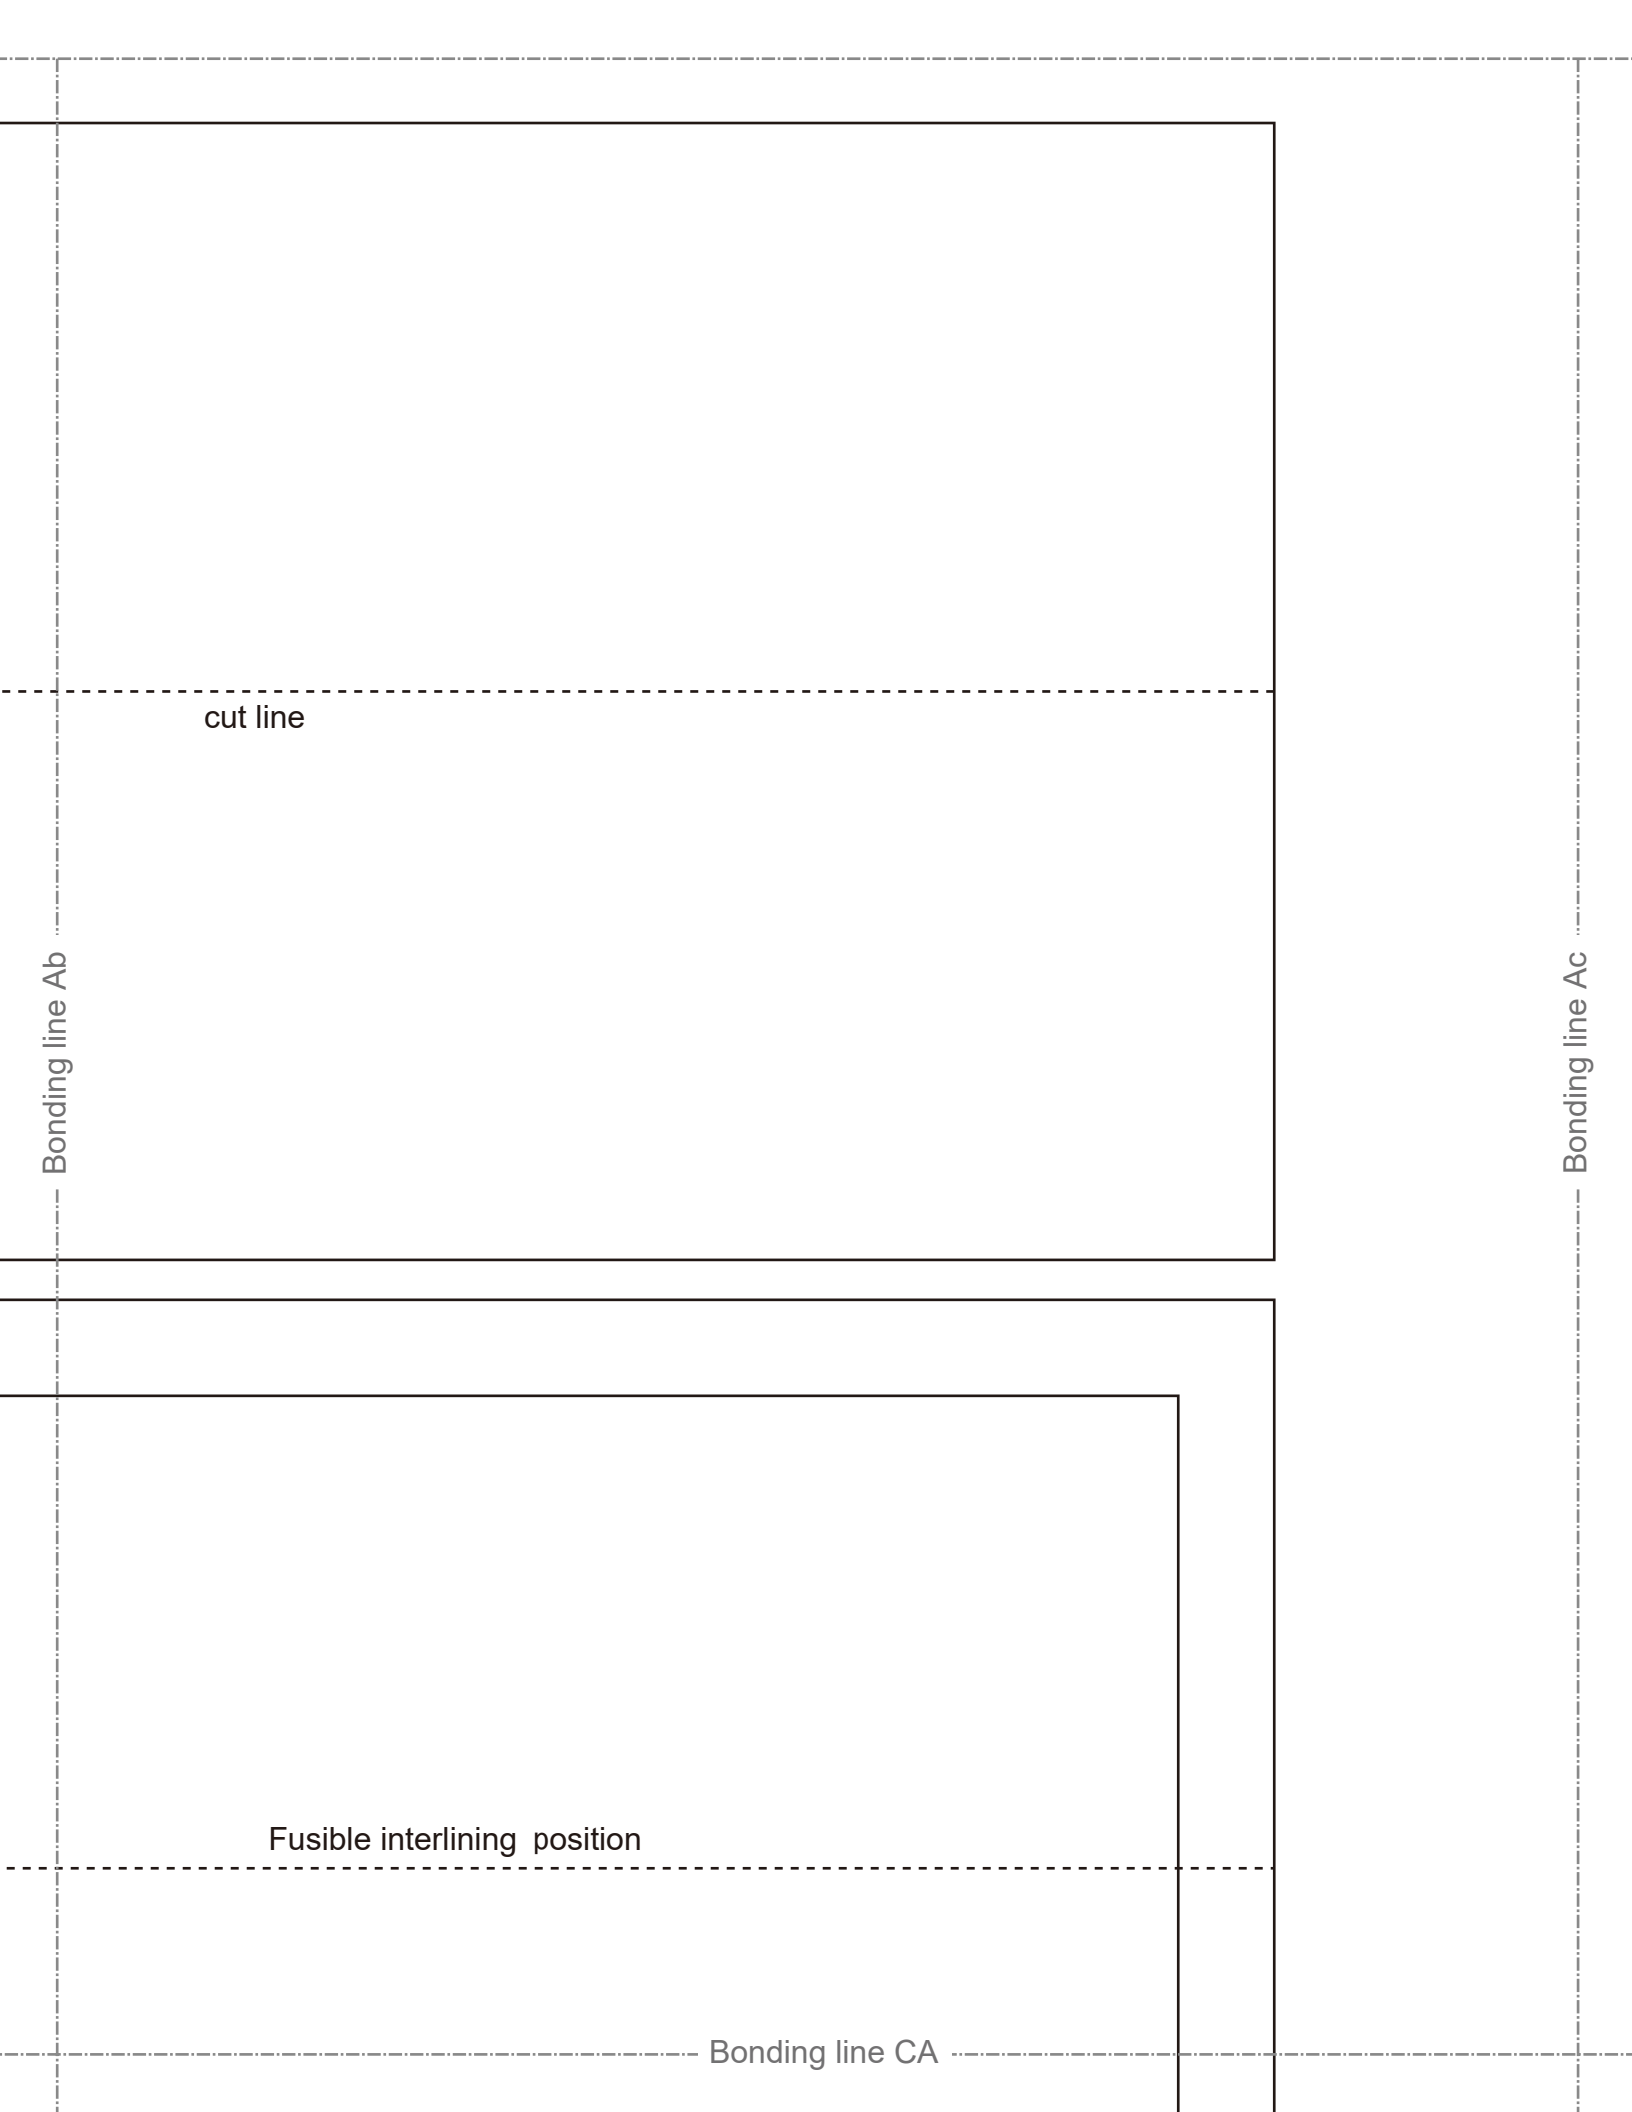 cut line
Bonding line Ab
Bonding line Ac
Fusible interlining  position
Bonding line CA